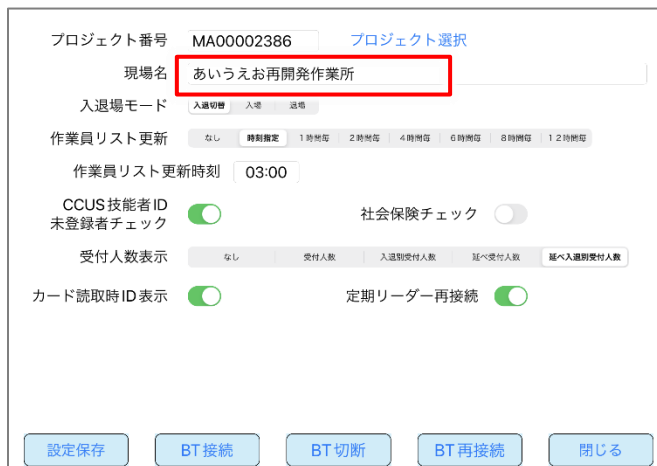 プロジェクト番号 MA00002386 プロジェクト選択
現場名 あいうえお再開発作業所
入退場モード 入退切替 入場 退場
作業員リスト更新 なし 時刻指定 1時間毎 2時間毎 4時間毎 6時間毎 8時間毎 12時間毎
作業員リスト更新時刻 03:00
CCUS技能者ID
未登録者チェック 社会保険チェック
受付人数表示 なし 受付人数 入退別受付人数 延べ受付人数 延べ入退別受付人数
カード読取時ID表示 定期リーダー再接続
設定保存 BT接続 BT切断 BT再接続 閉じる